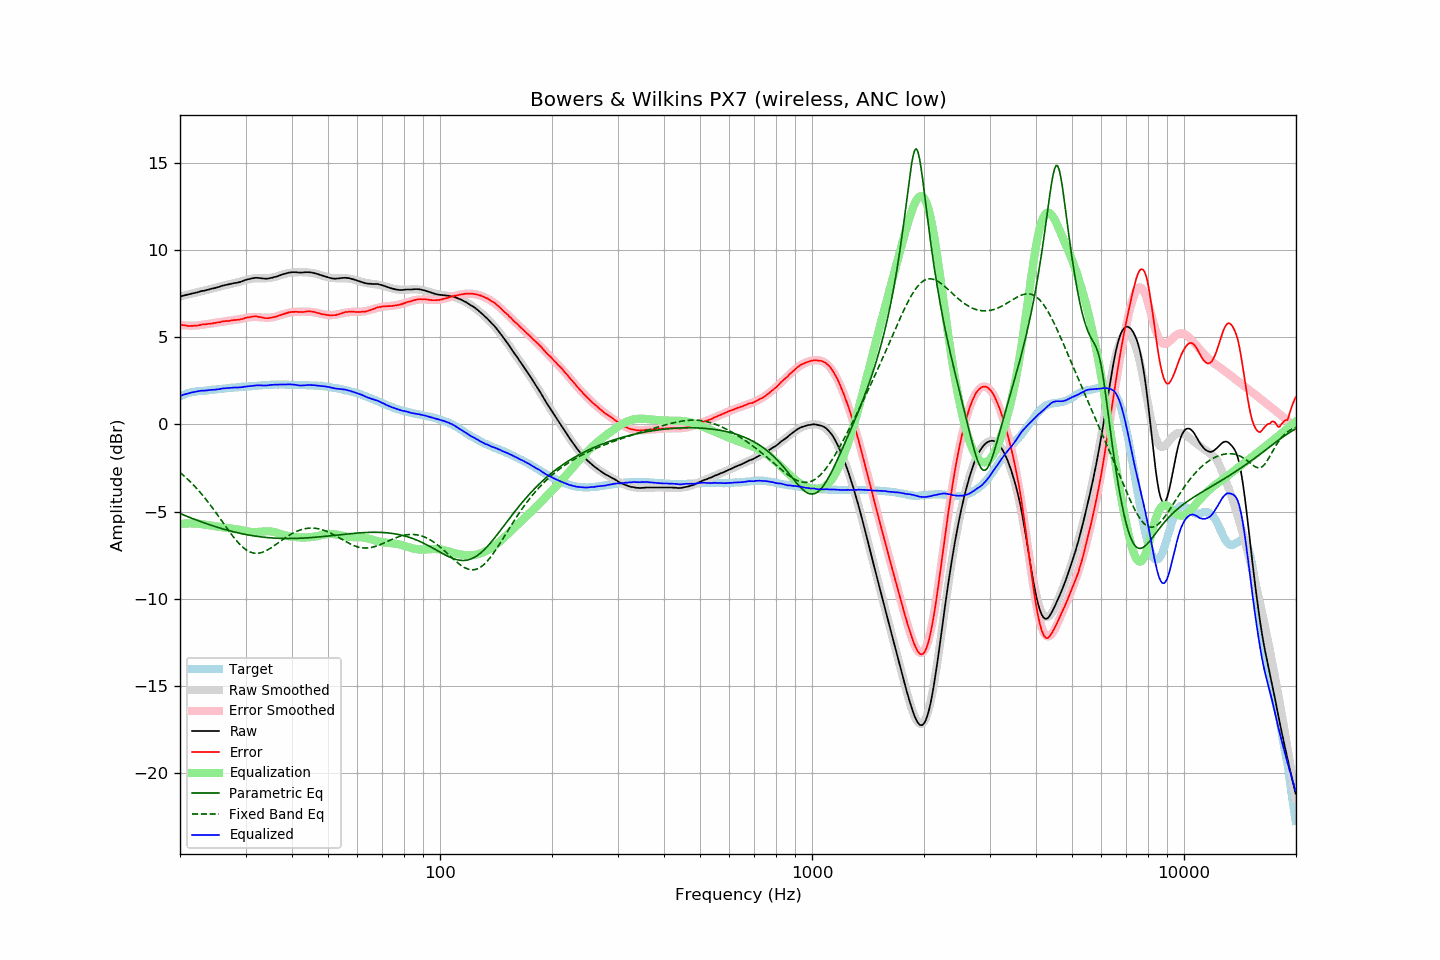 Bowers & Wilkins PX7 (wireless, ANC low)
Amplitude (dBr)
15
10
5
0
−5
−10
−15
−20
Target
Raw Smoothed
Error Smoothed
Raw
Error
Equalization
Parametric Eq
Fixed Band Eq
Equalized
100
1000
10000
Frequency (Hz)